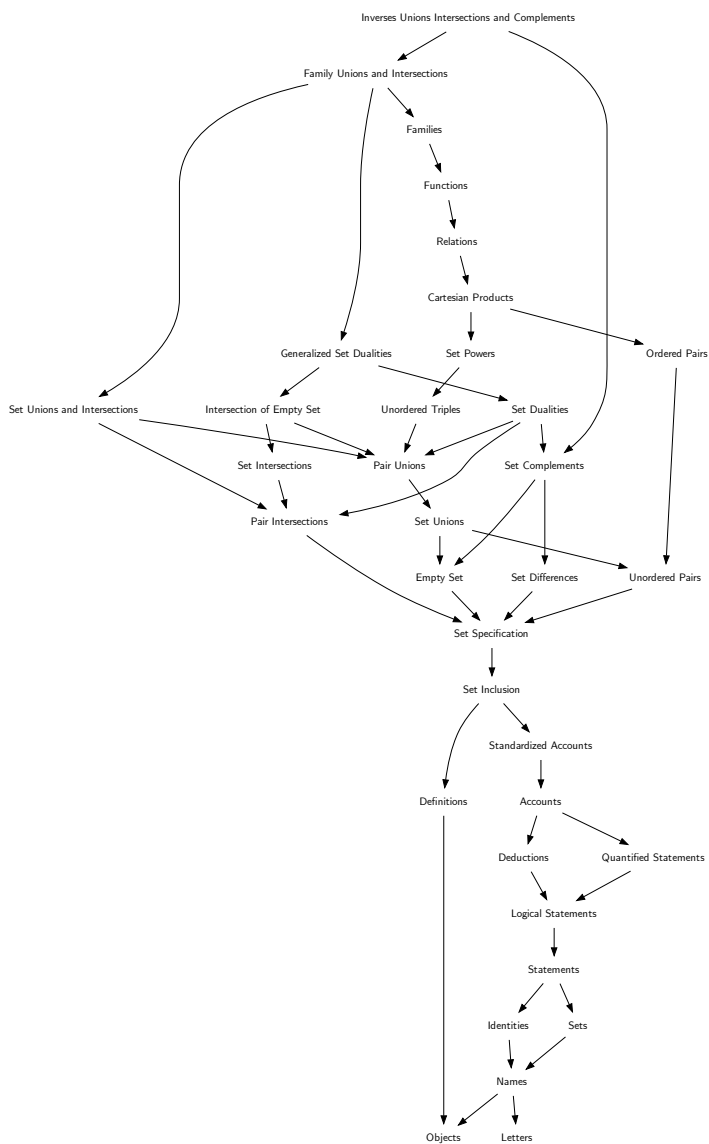 Inverses Unions Intersections and Complements
Family Unions and Intersections
Families
Functions
Relations
Cartesian Products
Generalized Set Dualities
Set Powers
Ordered Pairs
Set Unions and Intersections
Intersection of Empty Set
Unordered Triples
Set Dualities
Set Intersections
Pair Unions
Set Complements
Pair Intersections
Set Unions
Empty Set
Set Differences
Unordered Pairs
Set Specification
Set Inclusion
Standardized Accounts
Definitions
Accounts
Deductions
Quantified Statements
Logical Statements
Statements
Identities
Sets
Names
Objects
Letters